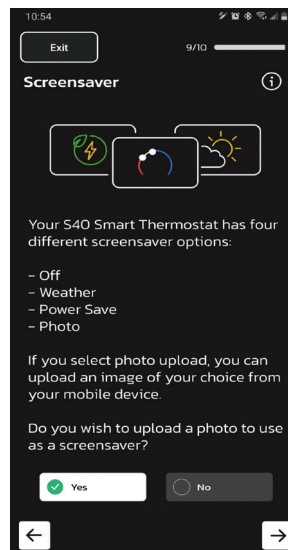 10:54
Exit
9/10
Screensaver
Your S40 Smart Thermostat has four
different screensaver options:
– Off
– Weather
– Power Save
– Photo
If you select photo upload, you can
upload an image of your choice from
your mobile device.
Do you wish to upload a photo to use
as a screensaver?
Yes
No